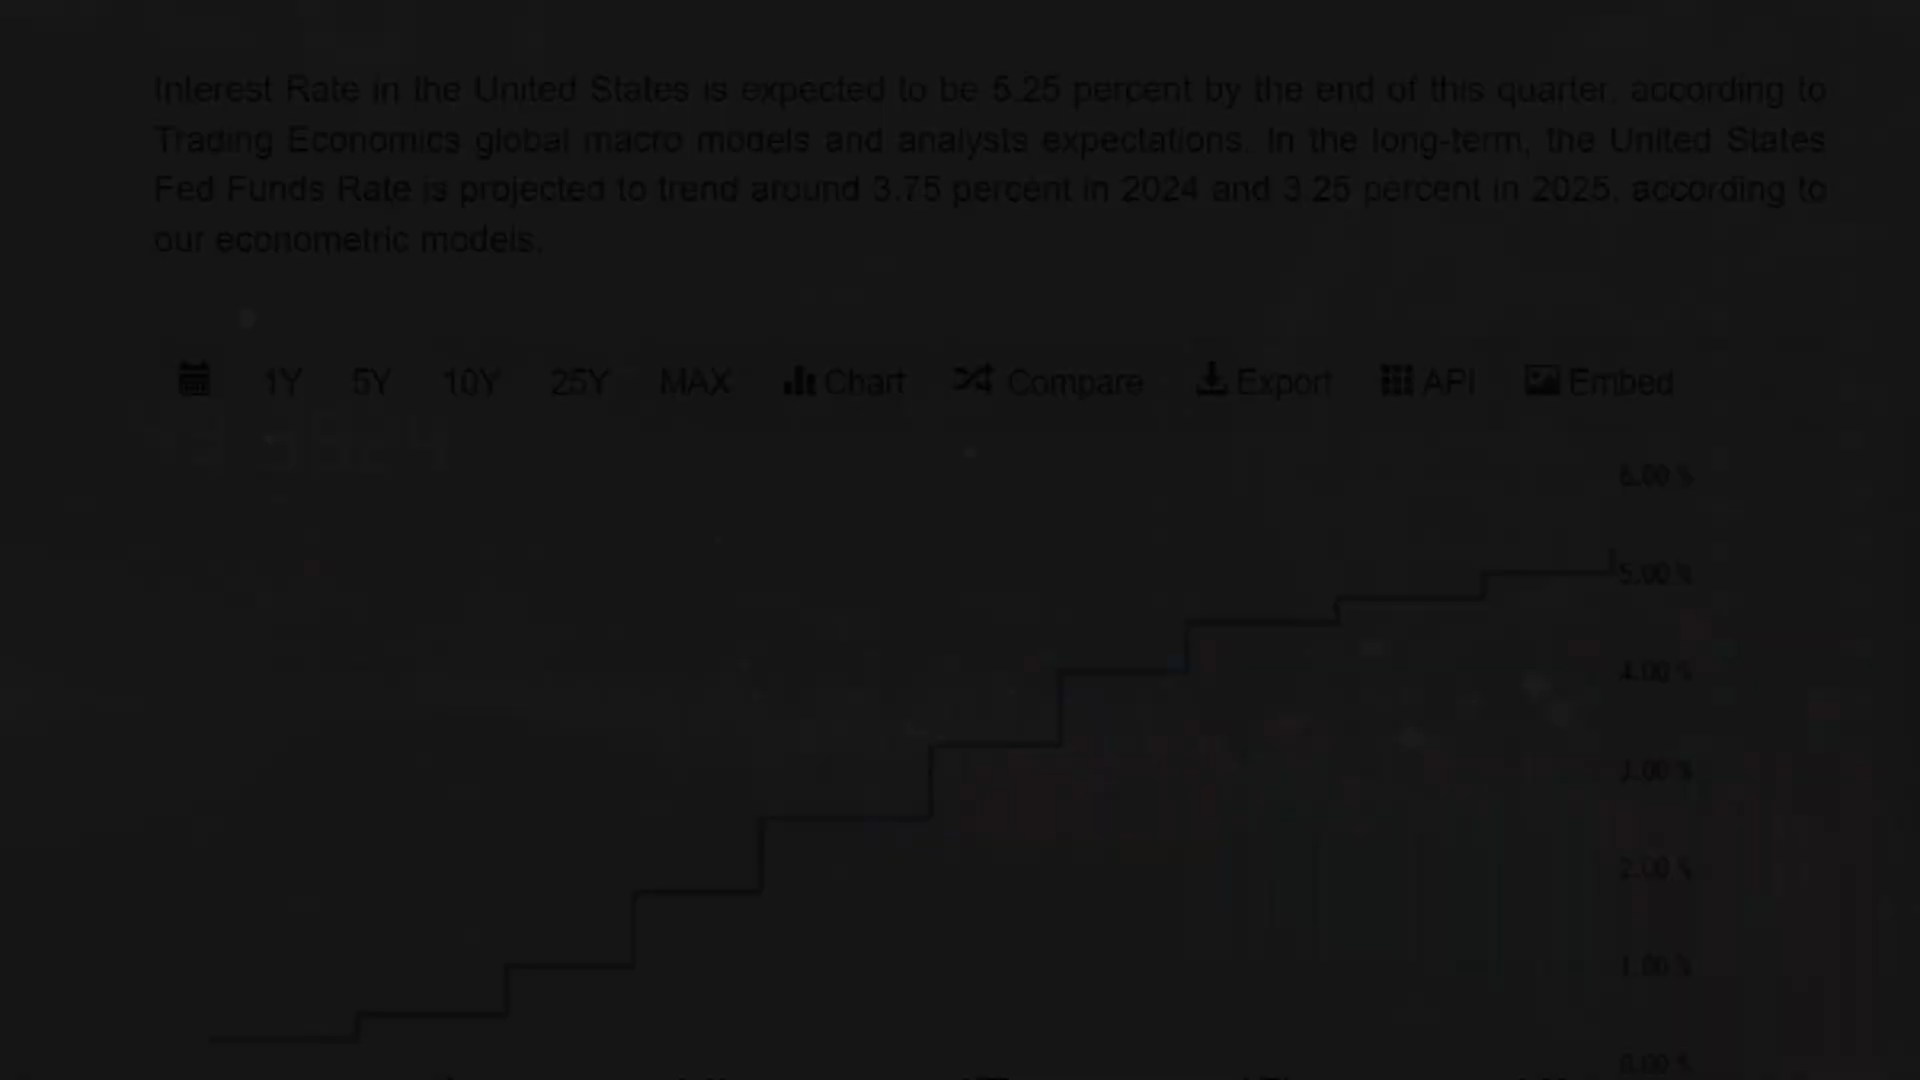 Interest Rate in the United States is expected to be 5.25 percent by the end of this quarter, according to
Trading Economics global macro models and analysts expectations. In the long-term, the United States
Fed Funds Rate is projected to trend around 3.75 percent in 2024 and 3.25 percent in 2025, according to
our econometric models.
1Y 5Y 10Y 25Y MAX Chart Compare Export API Embed
6.00 %
5.00 %
4.00 %
3.00 %
2.00 %
1.00 %
0.00 %